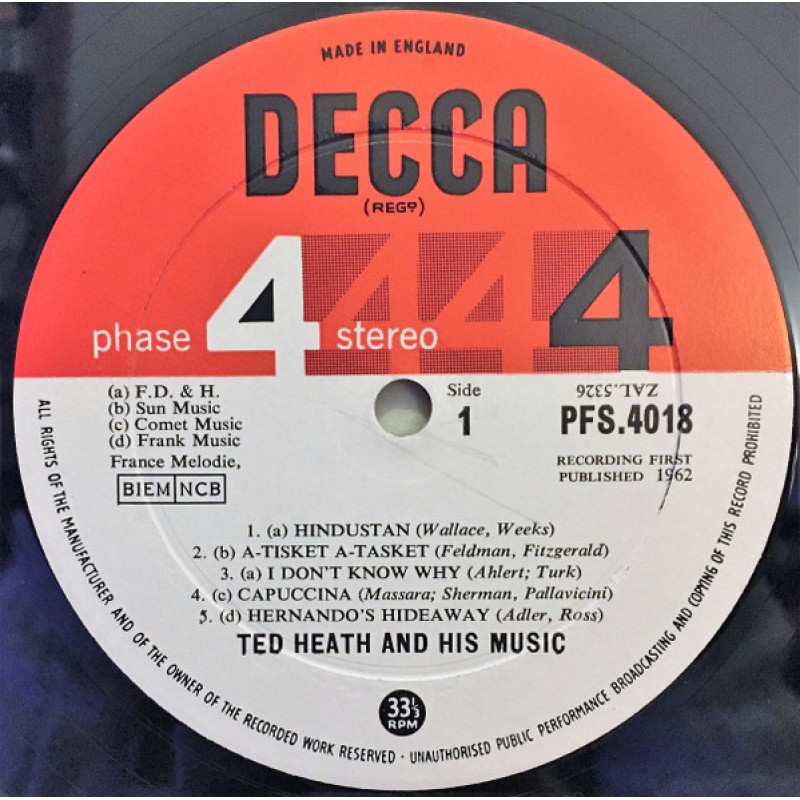 MADE IN ENGLAND
DECCA
(REGD)
phase 4 stereo 4 4 4
(a) F.D. & H.
(b) Sun Music
(c) Comet Music
(d) Frank Music
France Melodie,
BIEM NCB
Side
1
ZAL.5326
PFS.4018
RECORDING FIRST
PUBLISHED 1962
1. (a) HINDUSTAN (Wallace, Weeks)
2. (b) A-TISKET A-TASKET (Feldman, Fitzgerald)
3. (a) I DON'T KNOW WHY (Ahlert; Turk)
4. (c) CAPUCCINA (Massara; Sherman, Pallavicini)
5. (d) HERNANDO'S HIDEAWAY (Adler, Ross)
TED HEATH AND HIS MUSIC
33⅓
RPM
ALL RIGHTS OF THE MANUFACTURER AND OF THE OWNER OF THE RECORDED WORK RESERVED · UNAUTHORISED PUBLIC PERFORMANCE BROADCASTING AND COPYING OF THIS RECORD PROHIBITED